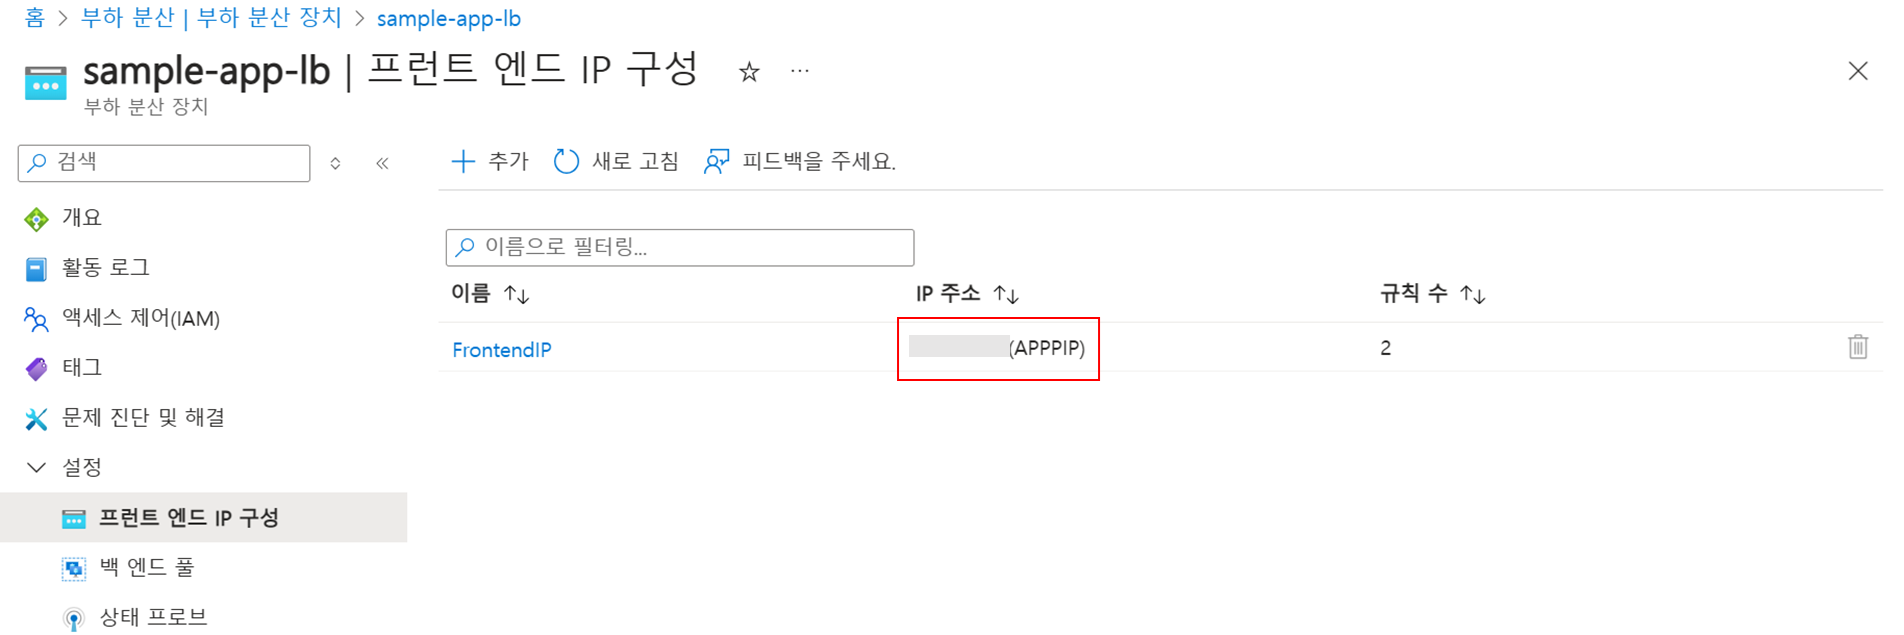 홈 > 부하 분산 | 부하 분산 장치 > sample-app-lb
sample-app-lb | 프런트 엔드 IP 구성
부하 분산 장치
검색
추가 새로 고침 피드백을 주세요.
개요
활동 로그
액세스 제어(IAM)
태그
문제 진단 및 해결
설정
프런트 엔드 IP 구성
백 엔드 풀
상태 프로브
이름으로 필터링...
이름 IP 주소 규칙 수
FrontendIP (APPPIP) 2